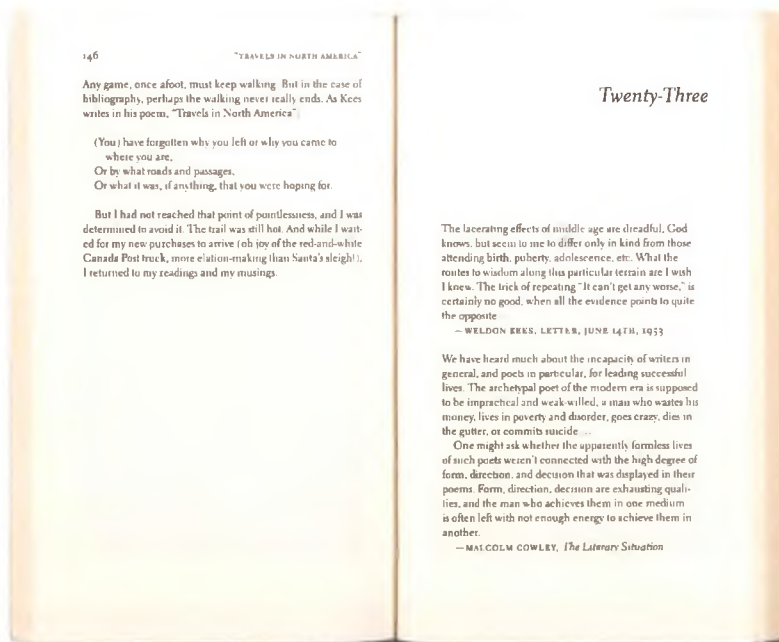 146 "TRAVELS IN NORTH AMERICA"
Any game, once afoot, must keep walking. But in the case of
bibliography, perhaps the walking never really ends. As Kees
writes in his poem, "Travels in North America":
(You) have forgotten why you left or why you came to
where you are,
Or by what roads and passages,
Or what it was, if anything, that you were hoping for.
But I had not reached that point of pointlessness, and I was
determined to avoid it. The trail was still hot. And while I wait-
ed for my new purchases to arrive (oh joy of the red-and-white
Canada Post truck, more elation-making than Santa's sleigh!),
I returned to my readings and my musings.
Twenty-Three
The lacerating effects of middle age are dreadful, God
knows, but seem to me to differ only in kind from those
attending birth, puberty, adolescence, etc. What the
routes to wisdom along this particular terrain are I wish
I knew. The trick of repeating "It can't get any worse," is
certainly no good, when all the evidence points to quite
the opposite.
—WELDON KEES, LETTER, JUNE 14TH, 1953
We have heard much about the incapacity of writers in
general, and poets in particular, for leading successful
lives. The archetypal poet of the modern era is supposed
to be impractical and weak-willed, a man who wastes his
money, lives in poverty and disorder, goes crazy, dies in
the gutter, or commits suicide ...
One might ask whether the apparently formless lives
of such poets weren't connected with the high degree of
form, direction, and decision that was displayed in their
poems. Form, direction, decision are exhausting quali-
ties, and the man who achieves them in one medium
is often left with not enough energy to achieve them in
another.
—MALCOLM COWLEY, The Literary Situation